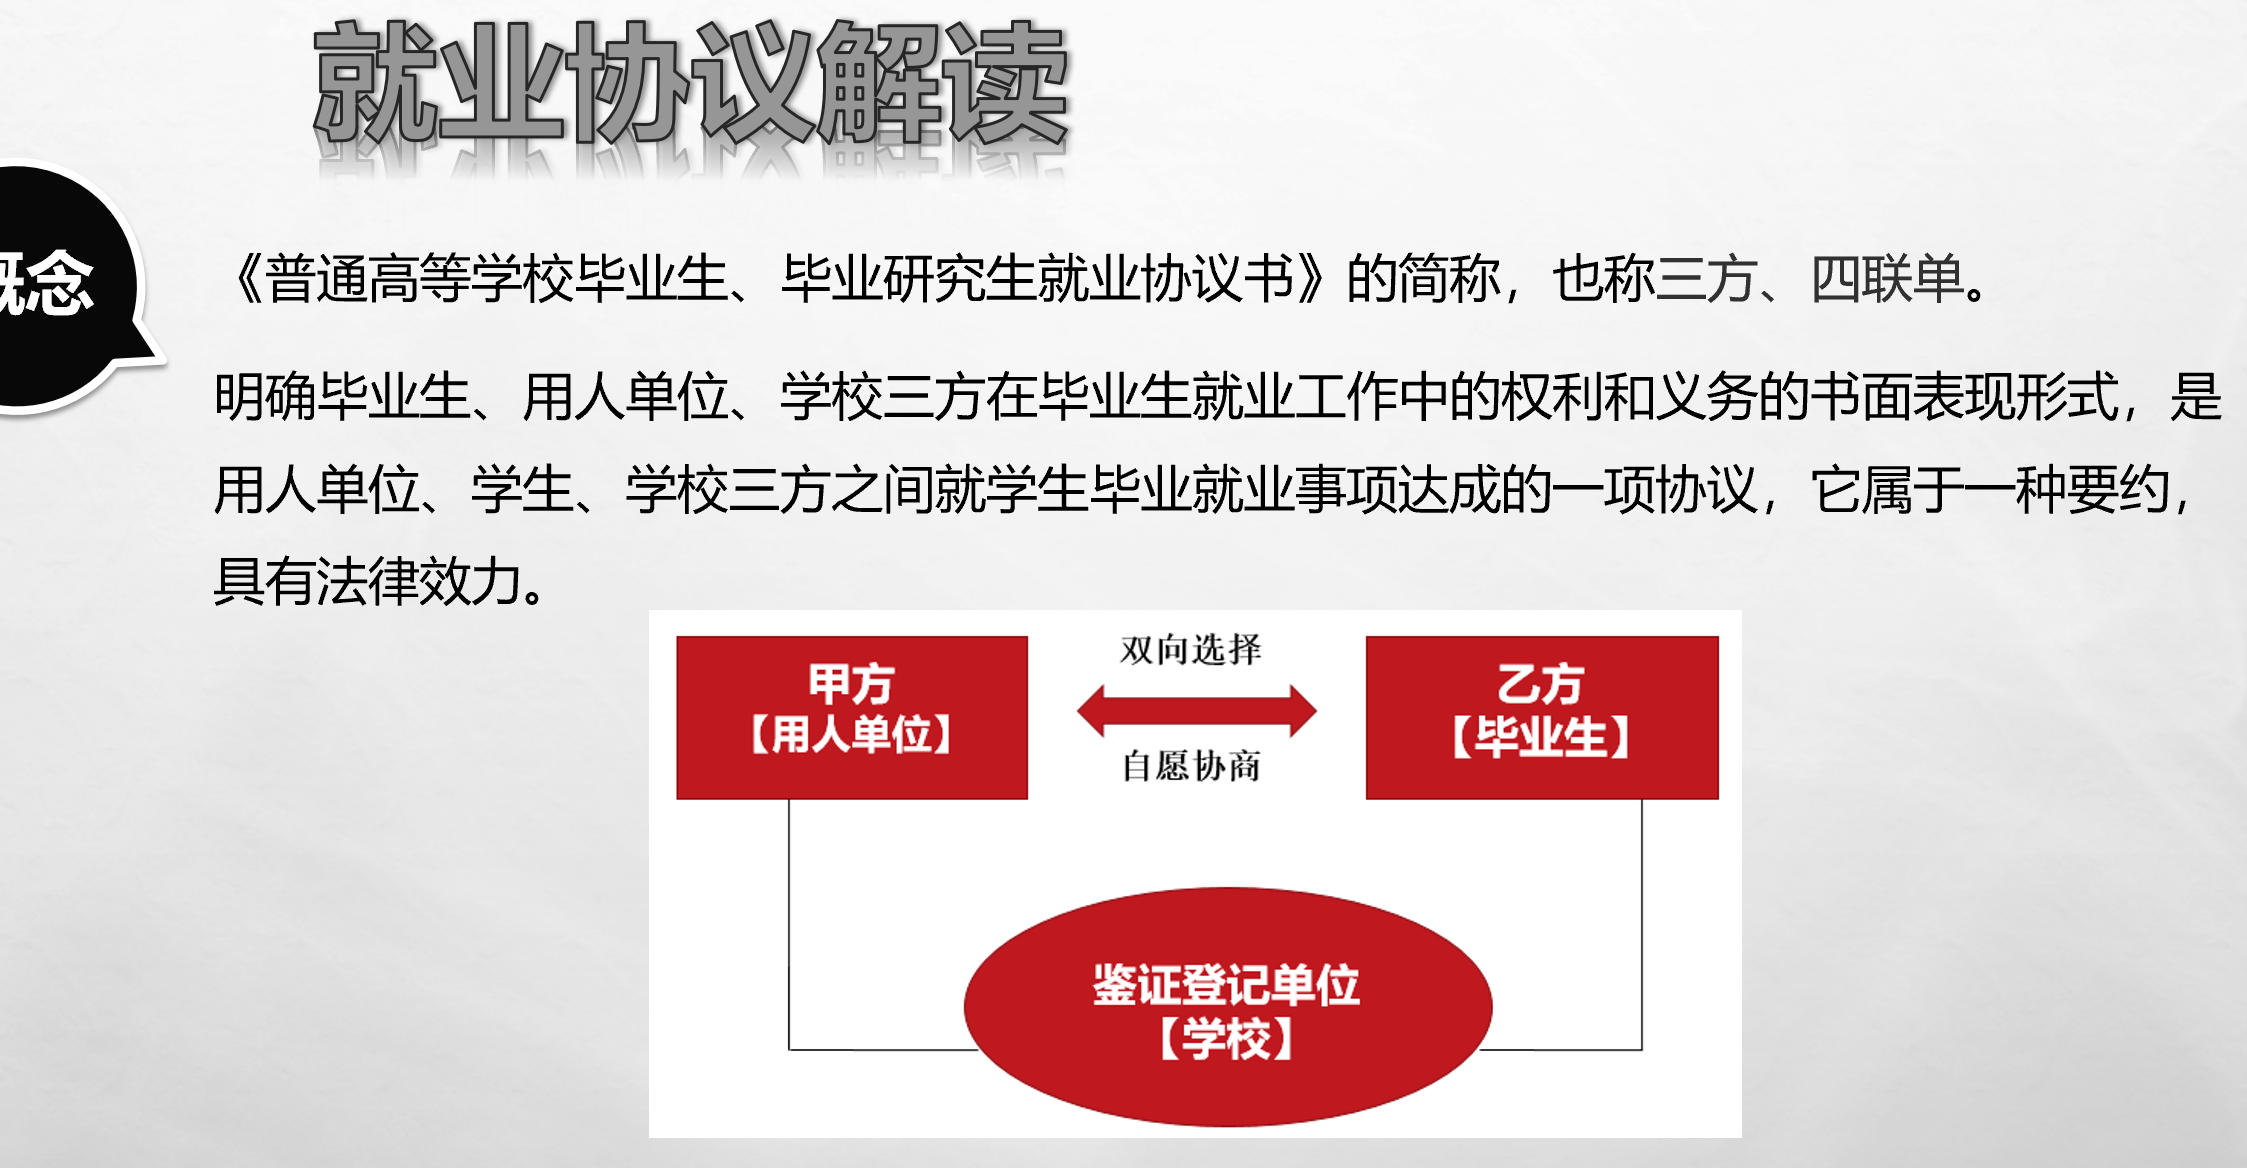 就业协议解读
概念
《普通高等学校毕业生、毕业研究生就业协议书》的简称，也称三方、四联单。
明确毕业生、用人单位、学校三方在毕业生就业工作中的权利和义务的书面表现形式，是
用人单位、学生、学校三方之间就学生毕业就业事项达成的一项协议，它属于一种要约，
具有法律效力。
双向选择
甲方
【用人单位】
乙方
【毕业生】
自愿协商
鉴证登记单位
【学校】